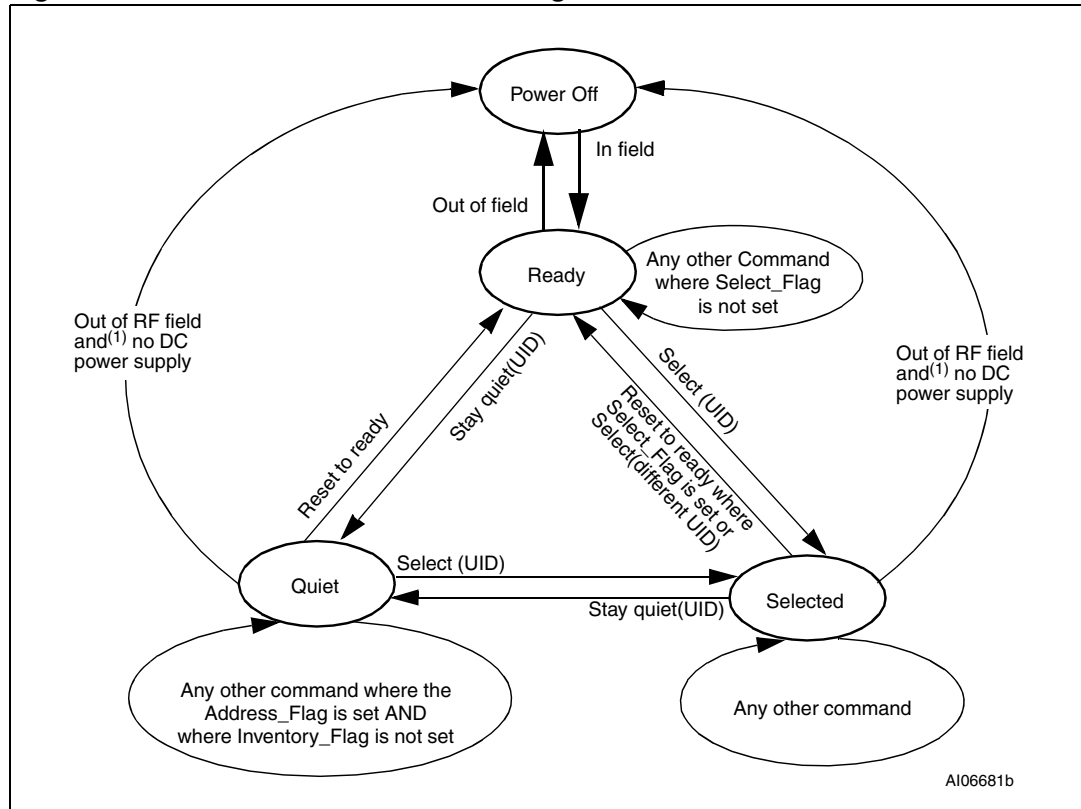 Power Off
In field
Out of field
Ready
Any other Command
where Select_Flag
is not set
Out of RF field
and(1) no DC
power supply
Out of RF field
and(1) no DC
power supply
Reset to ready
Stay quiet(UID)
Select (UID)
Reset to ready where
Select_Flag is set or
Select(different UID)
Quiet
Select (UID)
Stay quiet(UID)
Selected
Any other command where the
Address_Flag is set AND
where Inventory_Flag is not set
Any other command
AI06681b